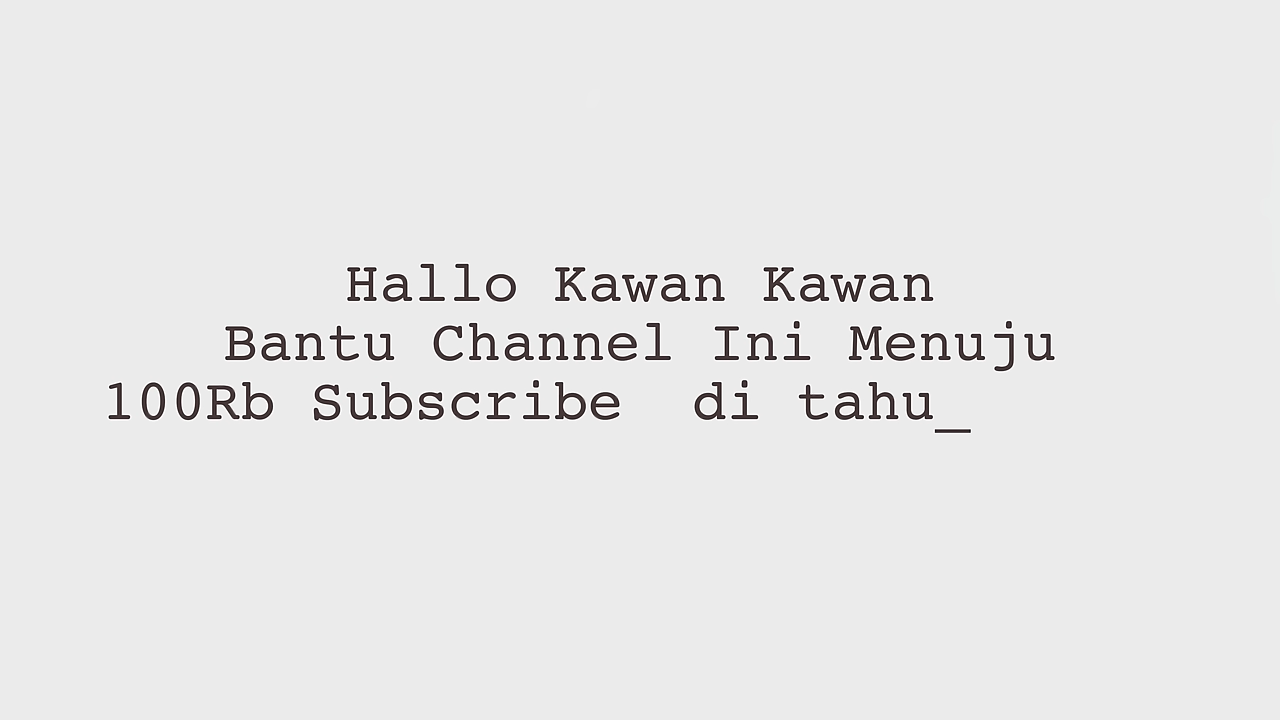 Hallo Kawan Kawan
Bantu Channel Ini Menuju
100Rb Subscribe  di tahu_